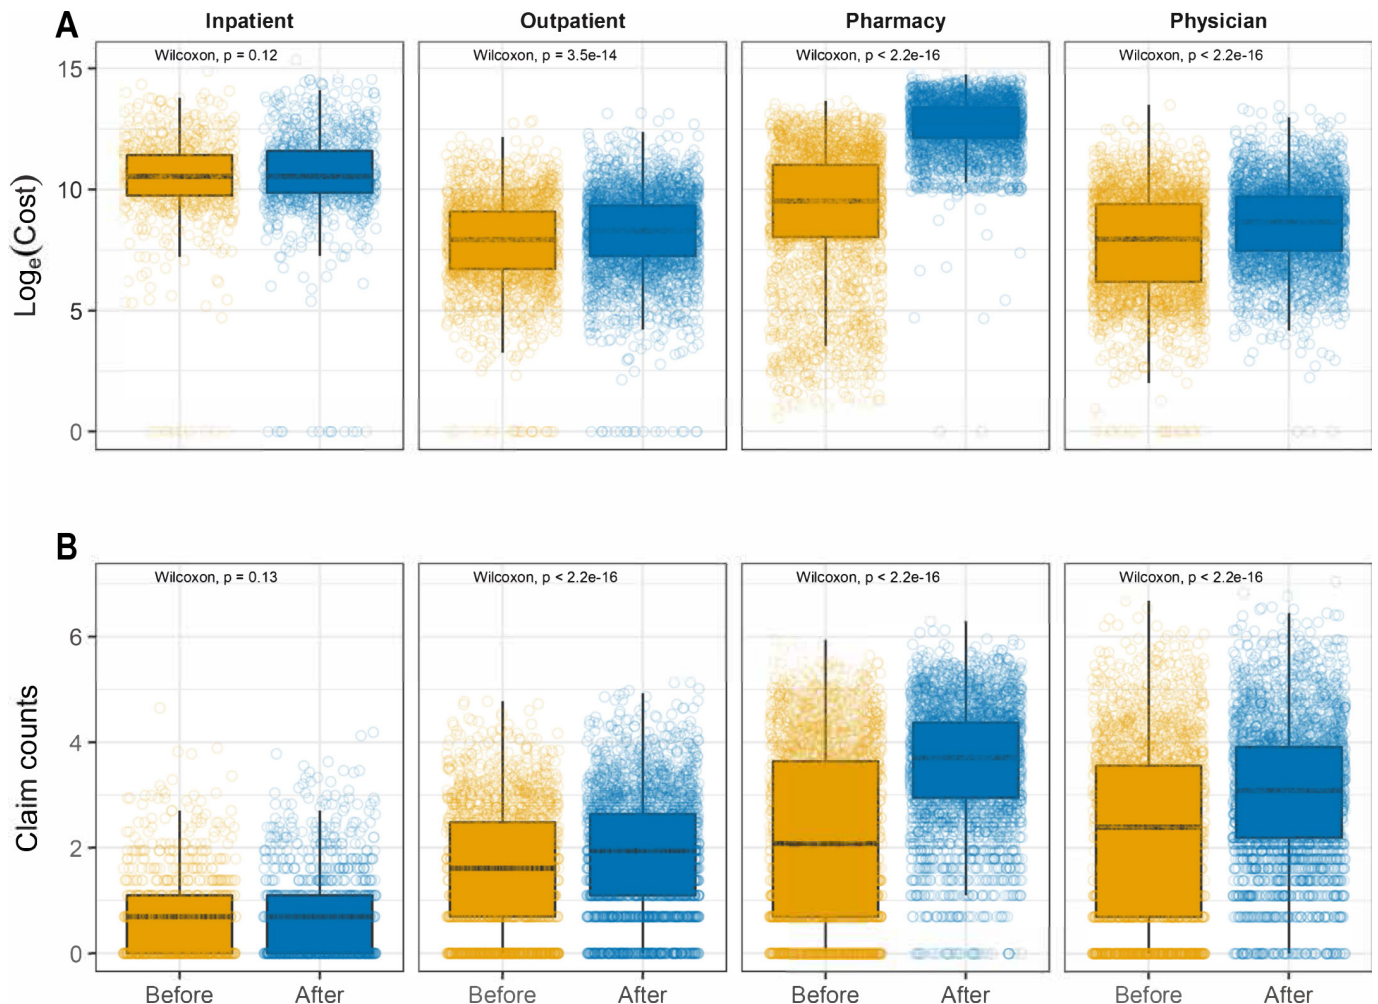 A
Inpatient
Outpatient
Pharmacy
Physician
Wilcoxon, p = 0.12
Wilcoxon, p = 3.5e-14
Wilcoxon, p < 2.2e-16
Wilcoxon, p < 2.2e-16
15
10
5
0
Logₑ(Cost)
B
Wilcoxon, p = 0.13
Wilcoxon, p < 2.2e-16
Wilcoxon, p < 2.2e-16
Wilcoxon, p < 2.2e-16
6
4
2
0
Claim counts
Before
After
Before
After
Before
After
Before
After